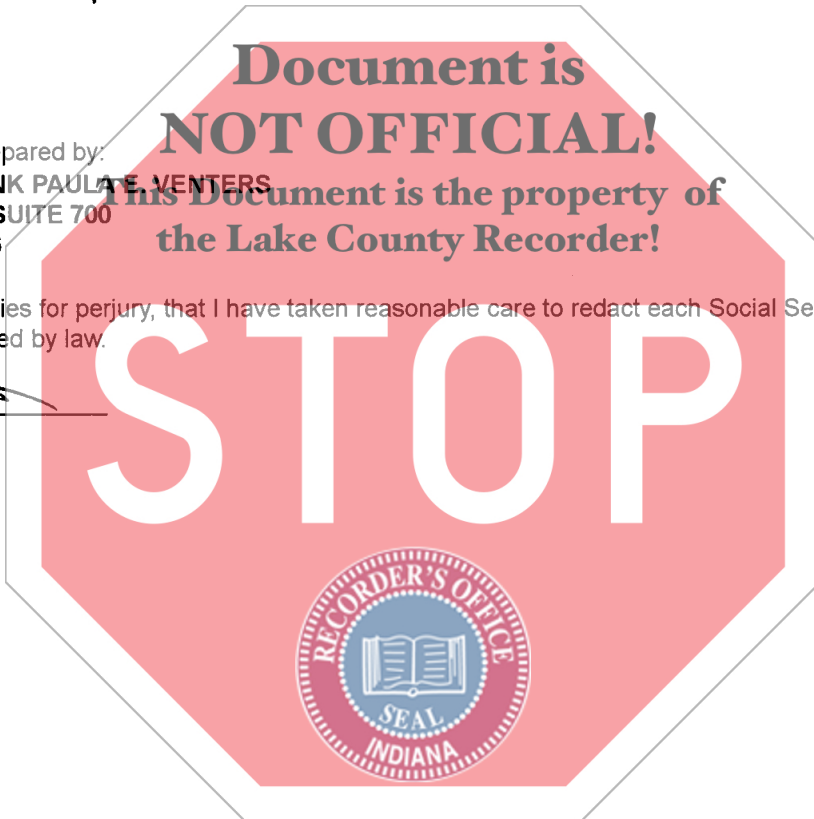 Document is
NOT OFFICIAL!
pared by:
NK PAULA E. VENTERS
This Document is the property of
SUITE 700
the Lake County Recorder!
ies for perjury, that I have taken reasonable care to redact each Social Se
ed by law.
STOP
RECORDER'S OFFICE
SEAL
INDIANA